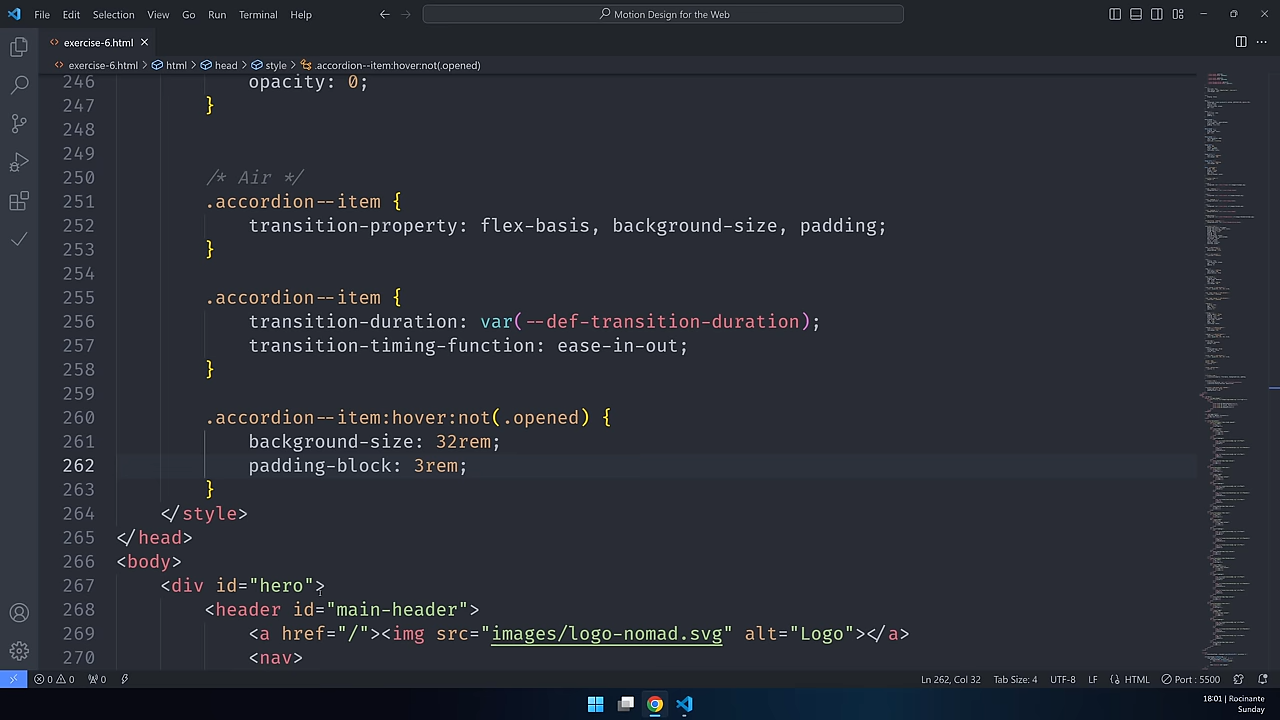 File Edit Selection View Go Run Terminal Help
Motion Design for the Web
exercise-6.html
exercise-6.html > html > head > style > .accordion--item:hover:not(.opened)
246 opacity: 0;
247 }
248
249
250 /* Air */
251 .accordion--item {
252 transition-property: flex-basis, background-size, padding;
253 }
254
255 .accordion--item {
256 transition-duration: var(--def-transition-duration);
257 transition-timing-function: ease-in-out;
258 }
259
260 .accordion--item:hover:not(.opened) {
261 background-size: 32rem;
262 padding-block: 3rem;
263 }
264 </style>
265 </head>
266 <body>
267 <div id="hero">
268 <header id="main-header">
269 <a href=""><img src="imgs/logo-nomad.svg" alt="logo"></a>
<nav>
0 0 0 Ln 262, Col 32 Tab Size: 4 UTF-8 LF HTML Port : 5500
18:01 | Rocinante
Sunday